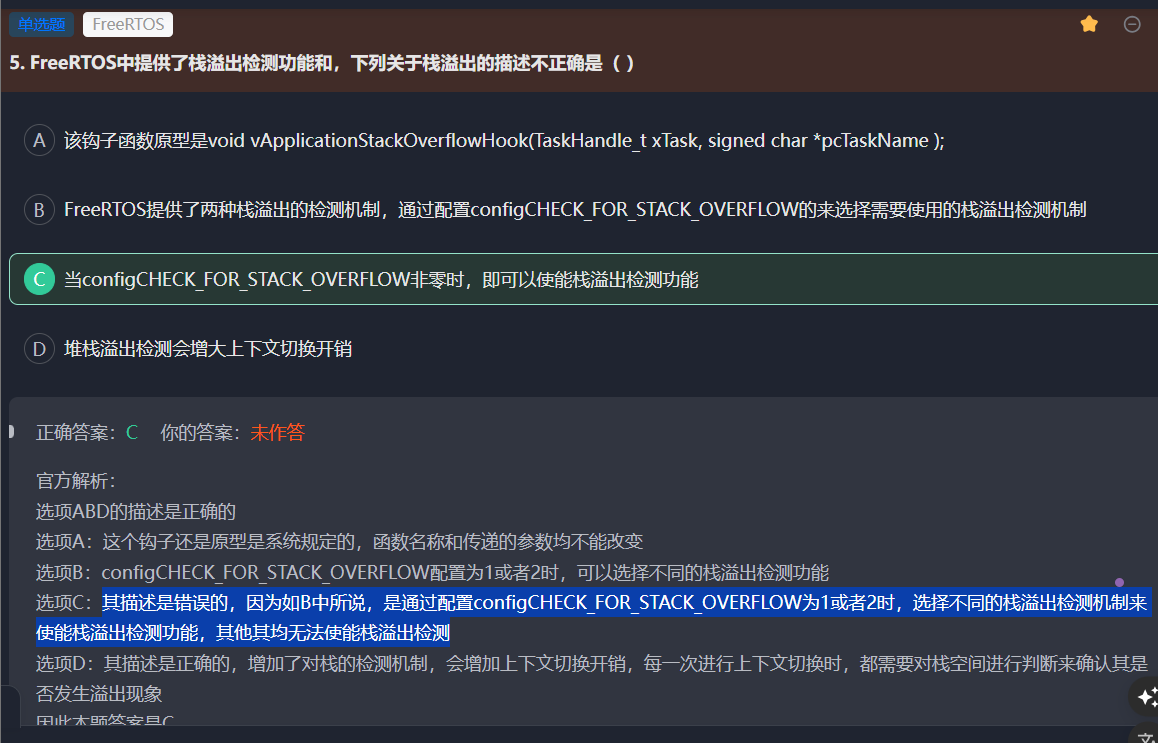 单选题 FreeRTOS
5. FreeRTOS中提供了栈溢出检测功能和，下列关于栈溢出的描述不正确是（ ）
A 该钩子函数原型是void vApplicationStackOverflowHook(TaskHandle_t xTask, signed char *pcTaskName );
B FreeRTOS提供了两种栈溢出的检测机制，通过配置configCHECK_FOR_STACK_OVERFLOW的来选择需要使用的栈溢出检测机制
C 当configCHECK_FOR_STACK_OVERFLOW非零时，即可以使能栈溢出检测功能
D 堆栈溢出检测会增大上下文切换开销
正确答案：C 你的答案：未作答
官方解析：
选项ABD的描述是正确的
选项A：这个钩子还是原型是系统规定的，函数名称和传递的参数均不能改变
选项B：configCHECK_FOR_STACK_OVERFLOW配置为1或者2时，可以选择不同的栈溢出检测功能
选项C：其描述是错误的，因为如B中所说，是通过配置configCHECK_FOR_STACK_OVERFLOW为1或者2时，选择不同的栈溢出检测机制来
使能栈溢出检测功能，其他其均无法使能栈溢出检测
选项D：其描述是正确的，增加了对栈的检测机制，会增加上下文切换开销，每一次进行上下文切换时，都需要对栈空间进行判断来确认其是
否发生溢出现象
因此本题答案是C